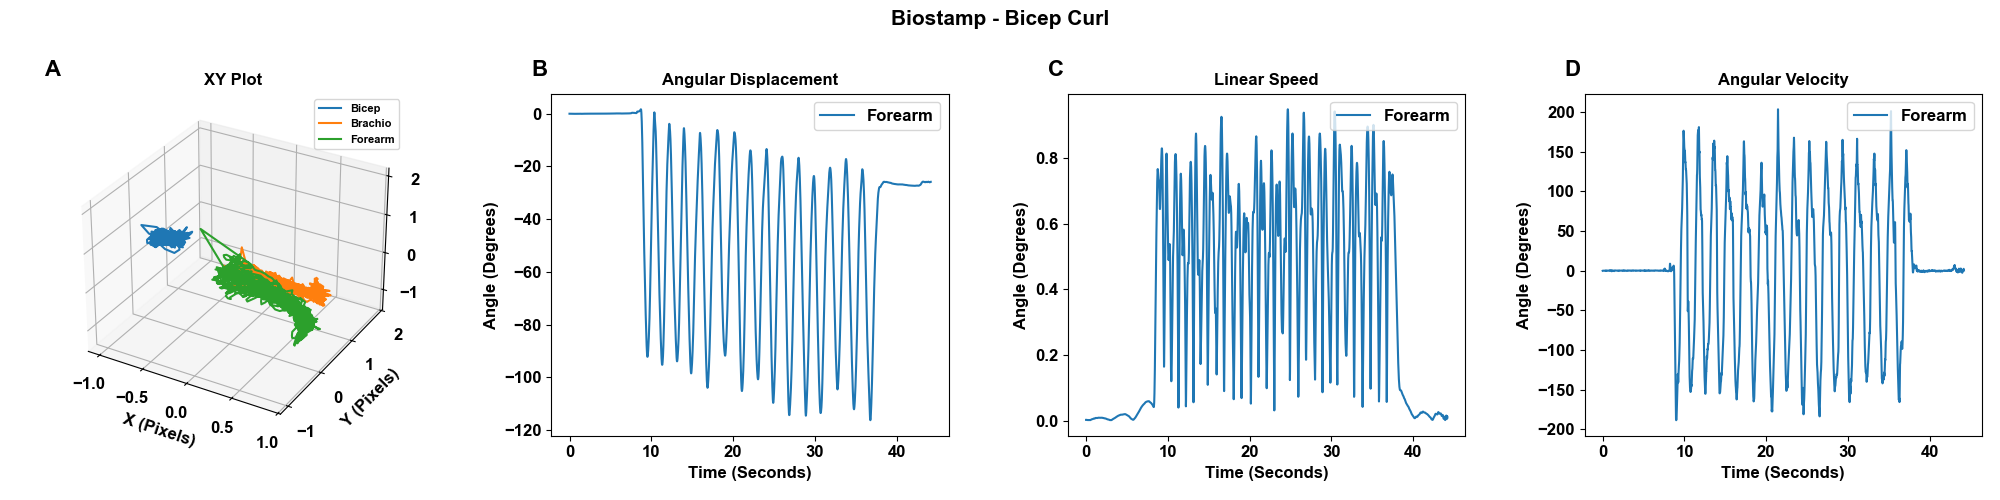 Biostamp - Bicep Curl
A
XY Plot
Bicep
Brachio
Forearm
2
1
0
−1
2
1
0
−1
−1.0
−0.5
0.0
0.5
1.0
X (Pixels)
Y (Pixels)
B
Angular Displacement
Forearm
0
−20
−40
−60
−80
−100
−120
Angle (Degrees)
0 10 20 30 40
Time (Seconds)
C
Linear Speed
Forearm
0.8
0.6
0.4
0.2
0.0
Angle (Degrees)
0 10 20 30 40
Time (Seconds)
D
Angular Velocity
Forearm
200
150
100
50
0
−50
−100
−150
−200
Angle (Degrees)
0 10 20 30 40
Time (Seconds)